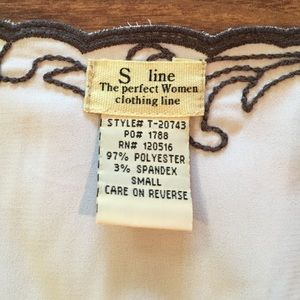 S line
The perfect Women
clothing line
STYLE# T-20743
PO# 1788
RN# 120516
97% POLYESTER
3% SPANDEX
SMALL
CARE ON REVERSE